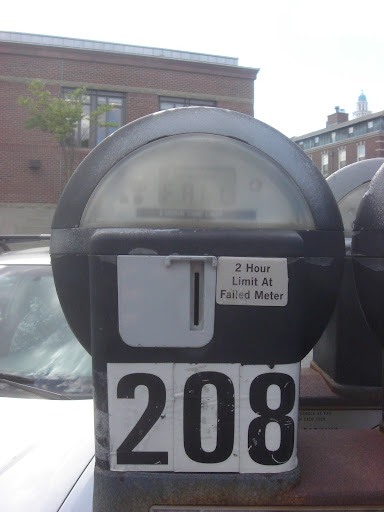 2 Hour
Limit At
Failed Meter
208